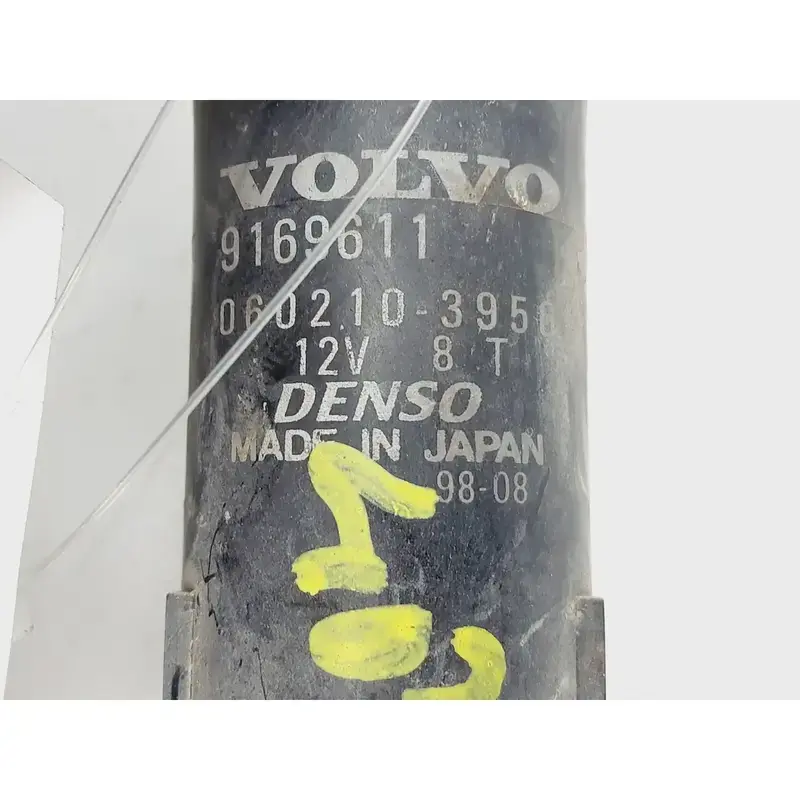 VOLVO
9169611
060210-3950
12V 8 T
DENSO
MADE IN JAPAN
98-08